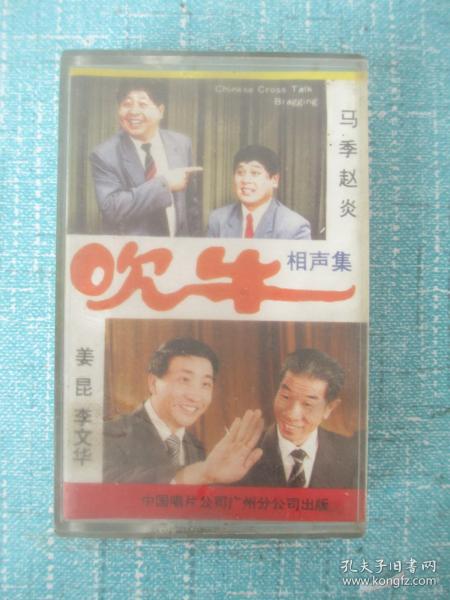 Chinese Cross Talk
Bragging
马季赵炎
吹牛
相声集
姜昆李文华
中国唱片公司广州分公司出版
孔夫子旧书网
www.kongfz.com